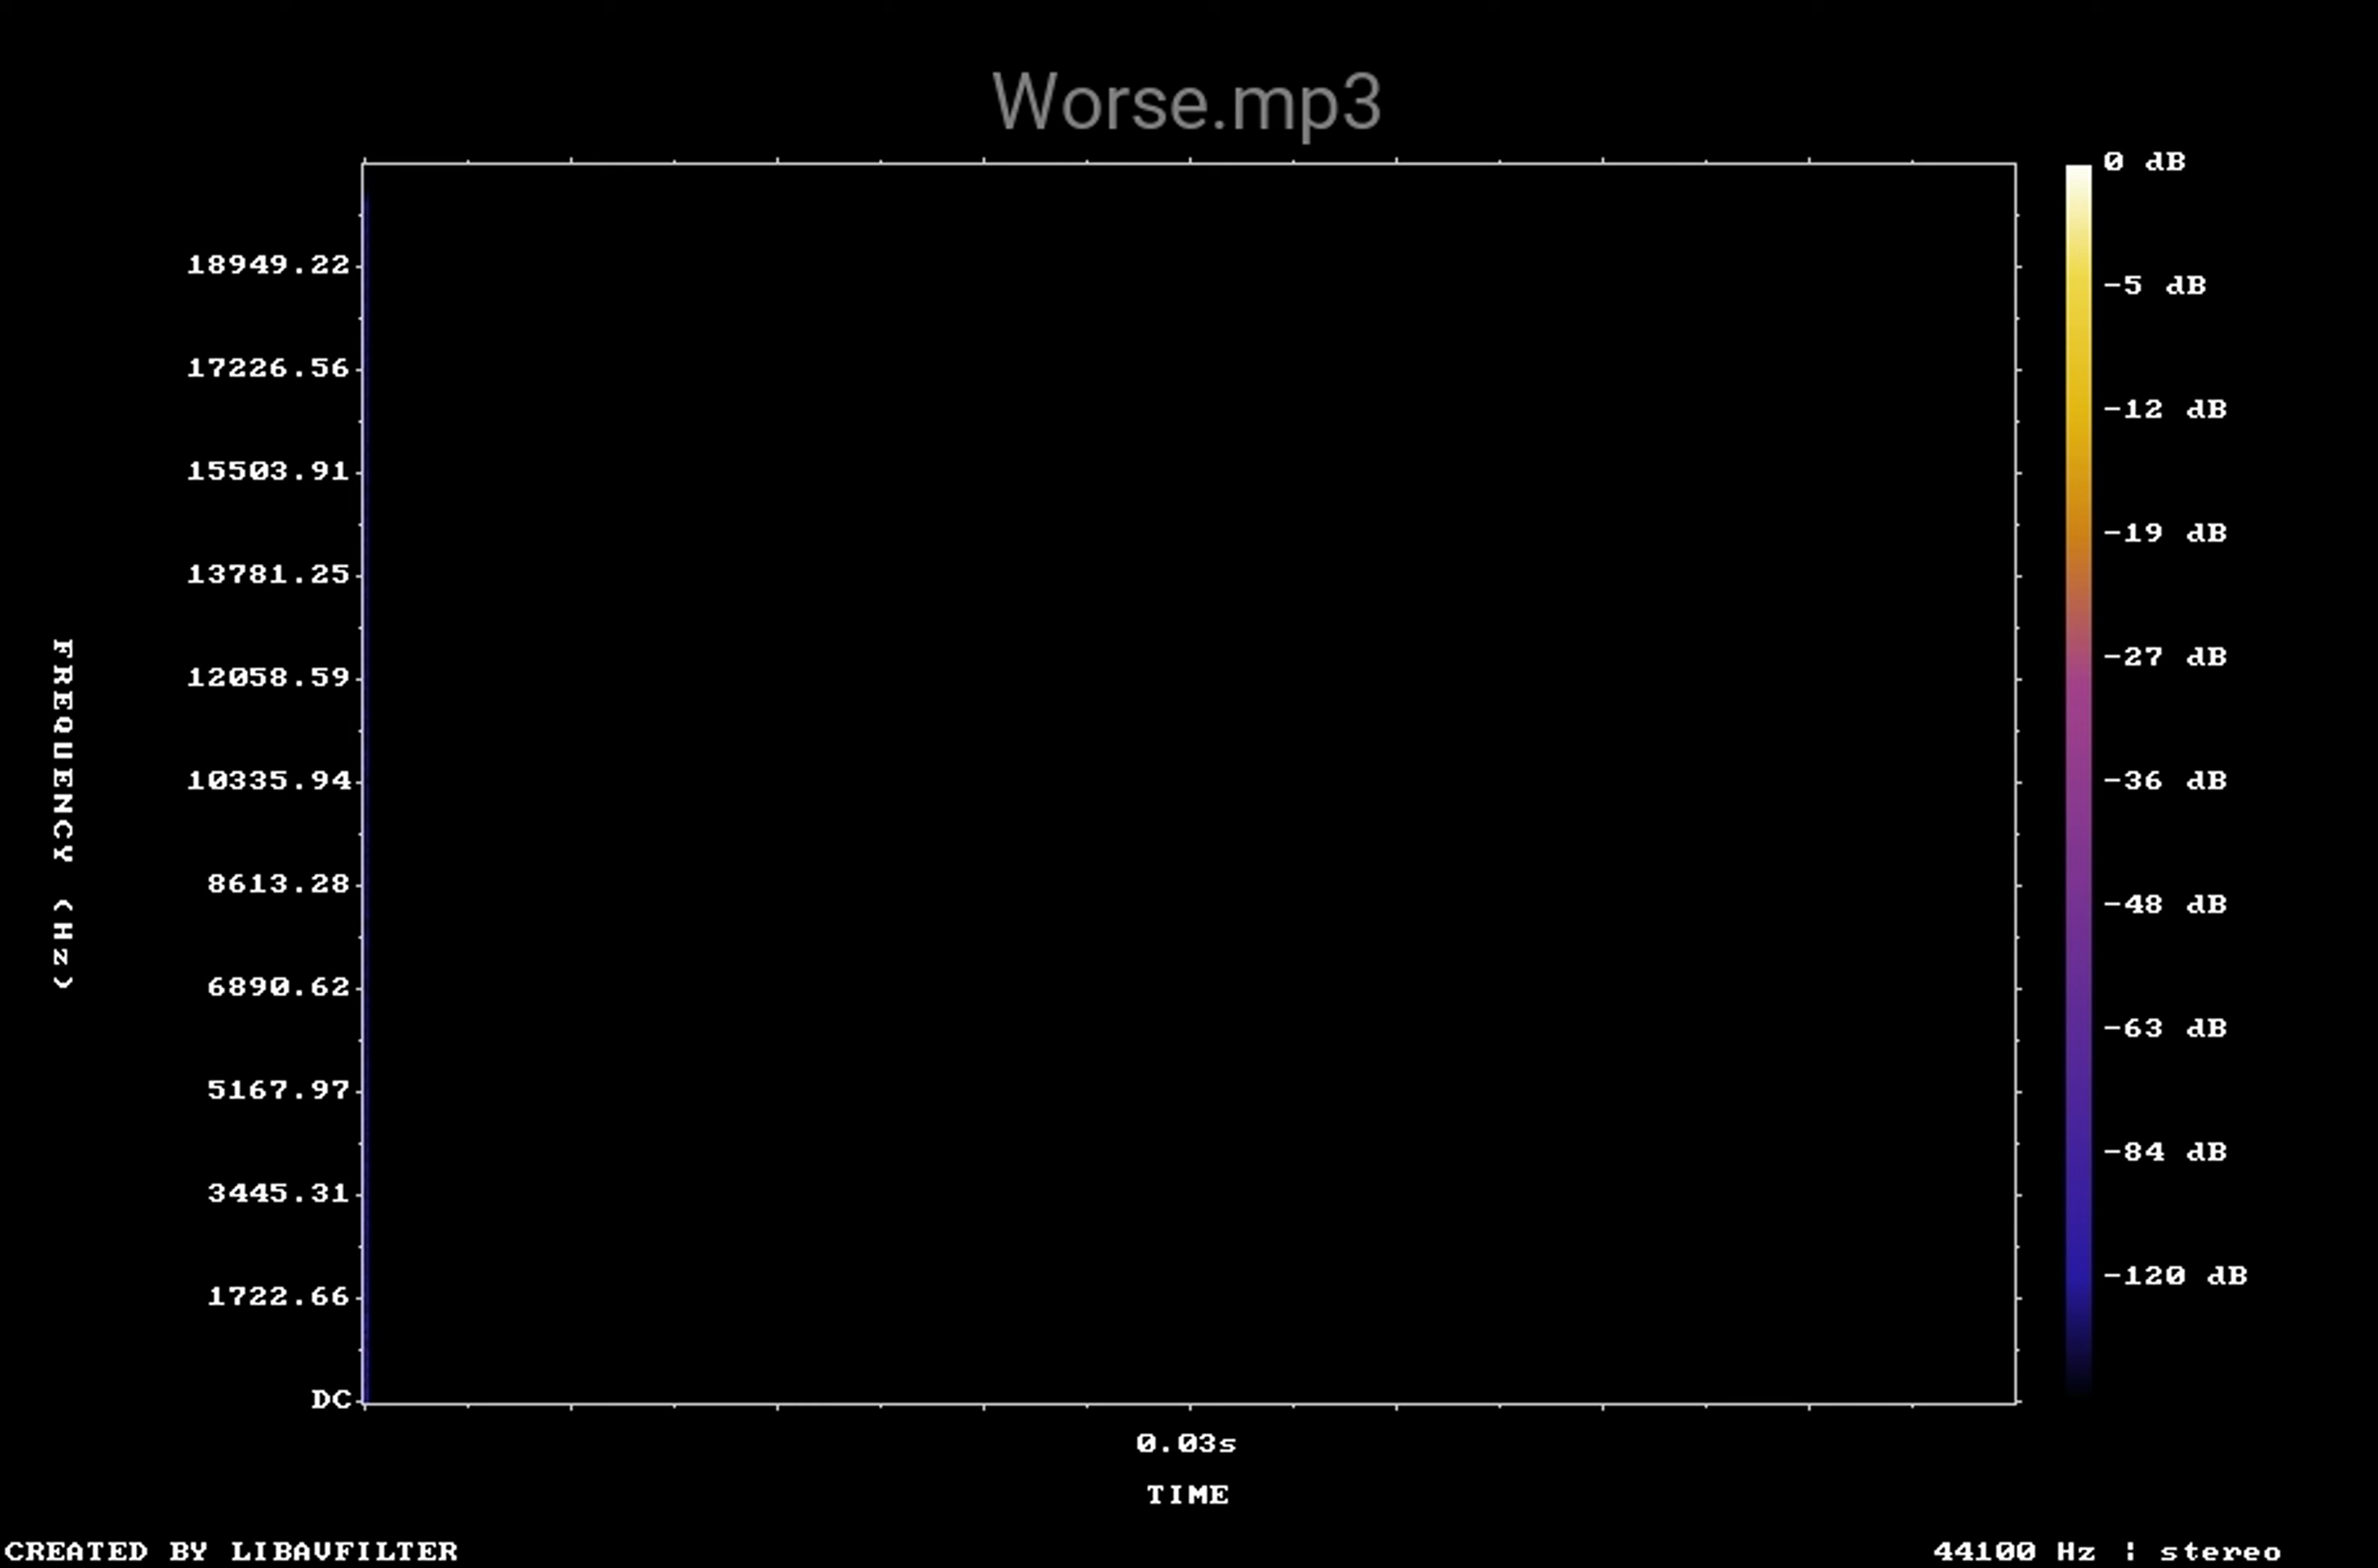 Worse.mp3
0 dB
18949.22
-5 dB
17226.56
-12 dB
15503.91
-19 dB
13781.25
-27 dB
12058.59
-36 dB
10335.94
-48 dB
8613.28
-63 dB
6890.62
-84 dB
5167.97
-120 dB
3445.31
1722.66
DC
FREQUENCY (Hz)
0.03s
TIME
CREATED BY LIBAVFILTER
44100 Hz | stereo